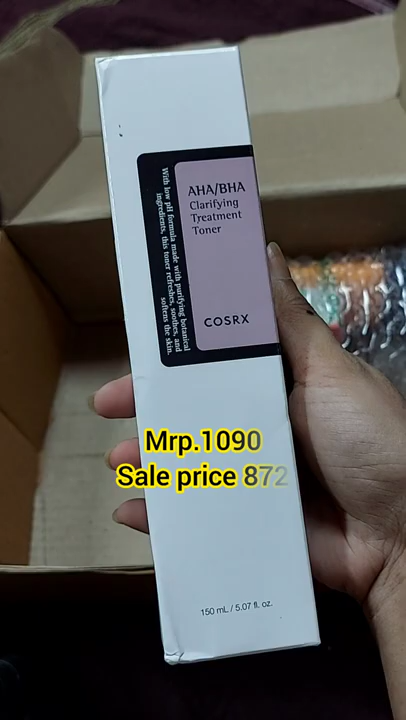 AHA/BHA
Clarifying
Treatment
Toner
COSRX
With low pH formula made with purifying botanical
ingredients, this toner refreshes, soothes, and
softens the skin.
Mrp.1090
Sale price 872
150 mL / 5.07 fl. oz.